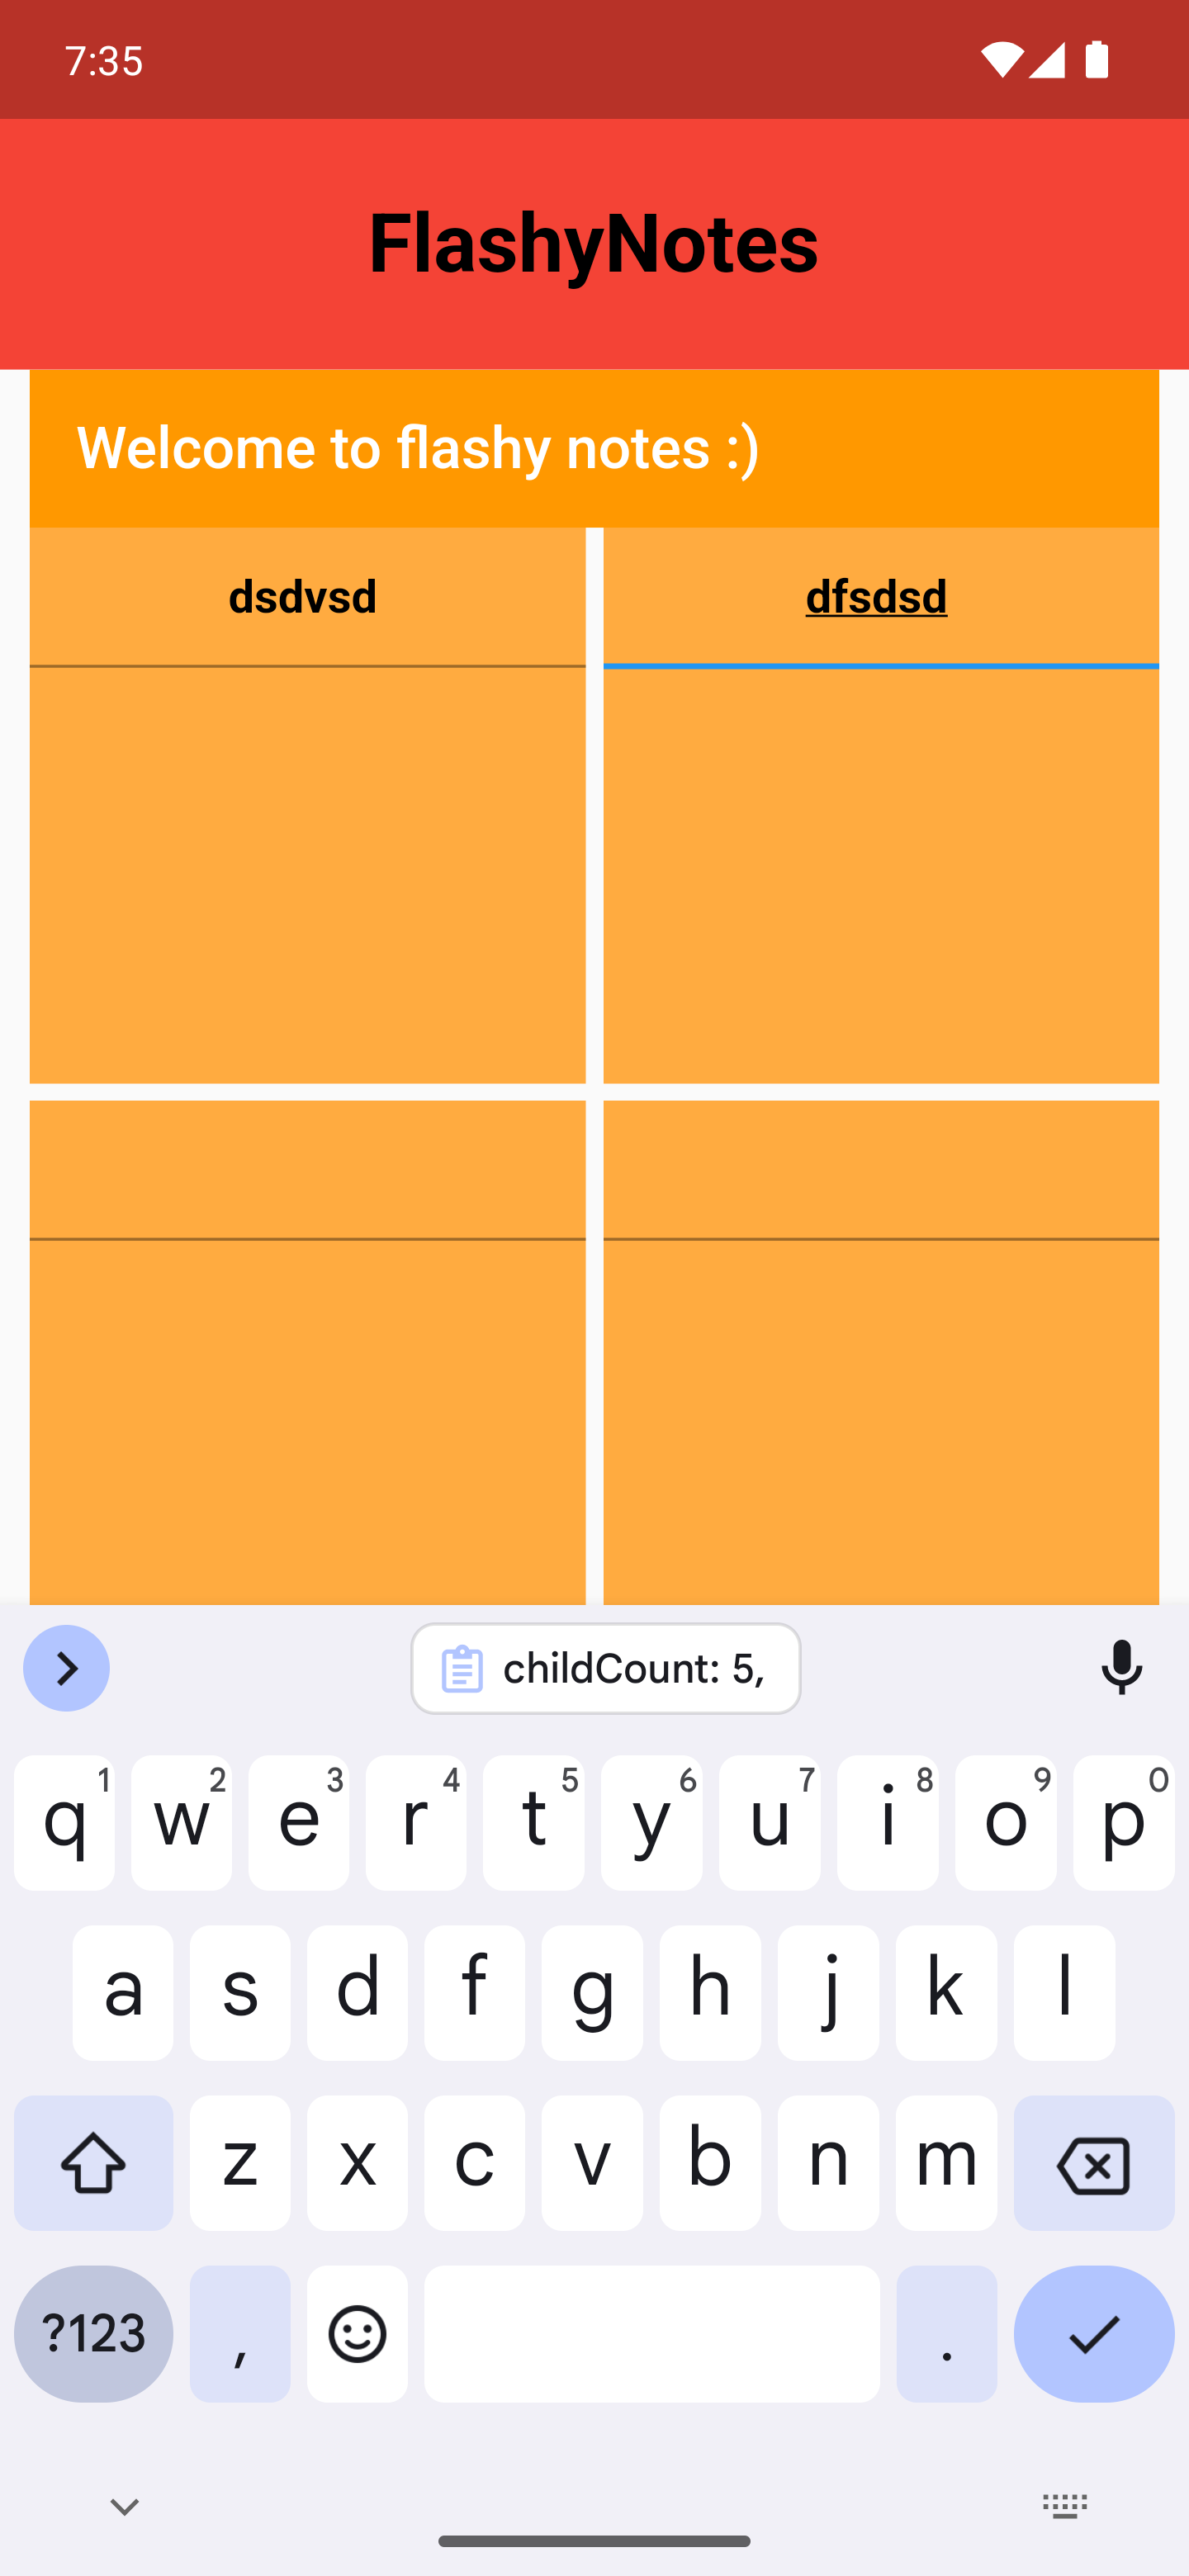 7:35
FlashyNotes
Welcome to flashy notes :)
dsdvsd dfsdsd
childCount: 5,
q 1 w 2 e 3 r 4 t 5 y 6 u 7 i 8 o 9 p 0
a s d f g h j k l
z x c v b n m
?123 , .